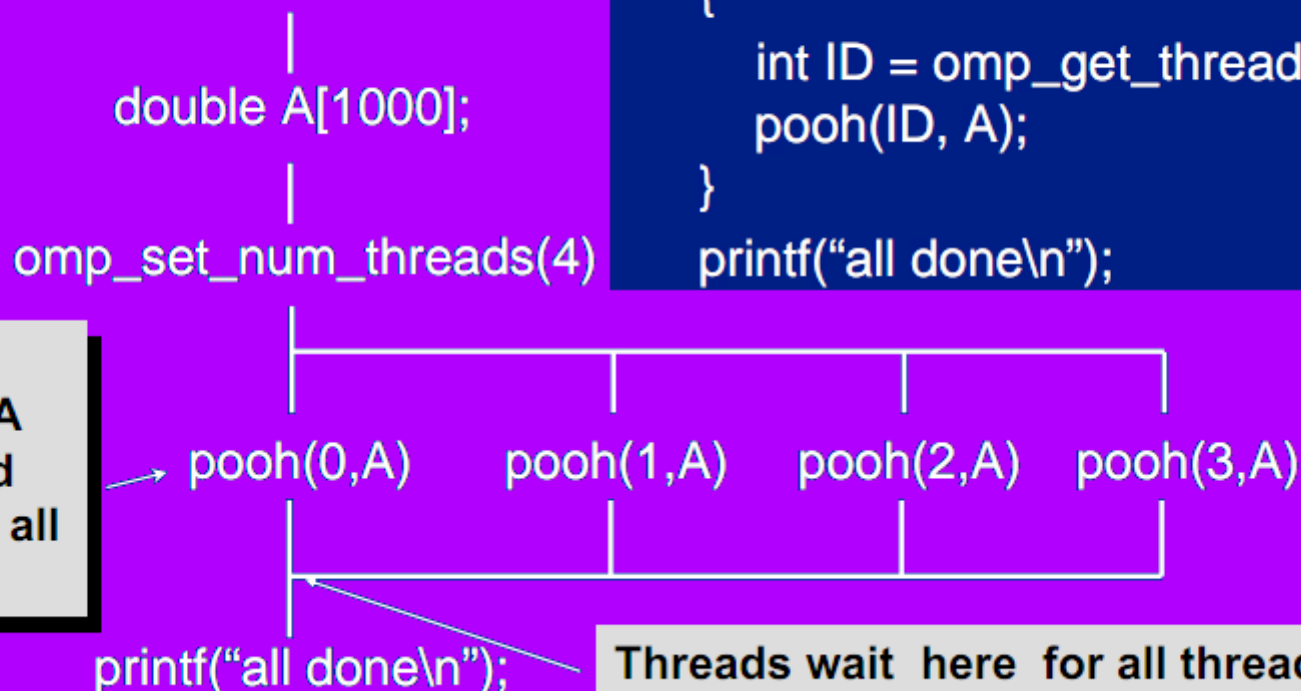 {
int ID = omp_get_thread
pooh(ID, A);
}
printf(“all done\n”);
double A[1000];
omp_set_num_threads(4)
A
d
all
pooh(0,A) pooh(1,A) pooh(2,A) pooh(3,A)
printf(“all done\n”);
Threads wait here for all thread